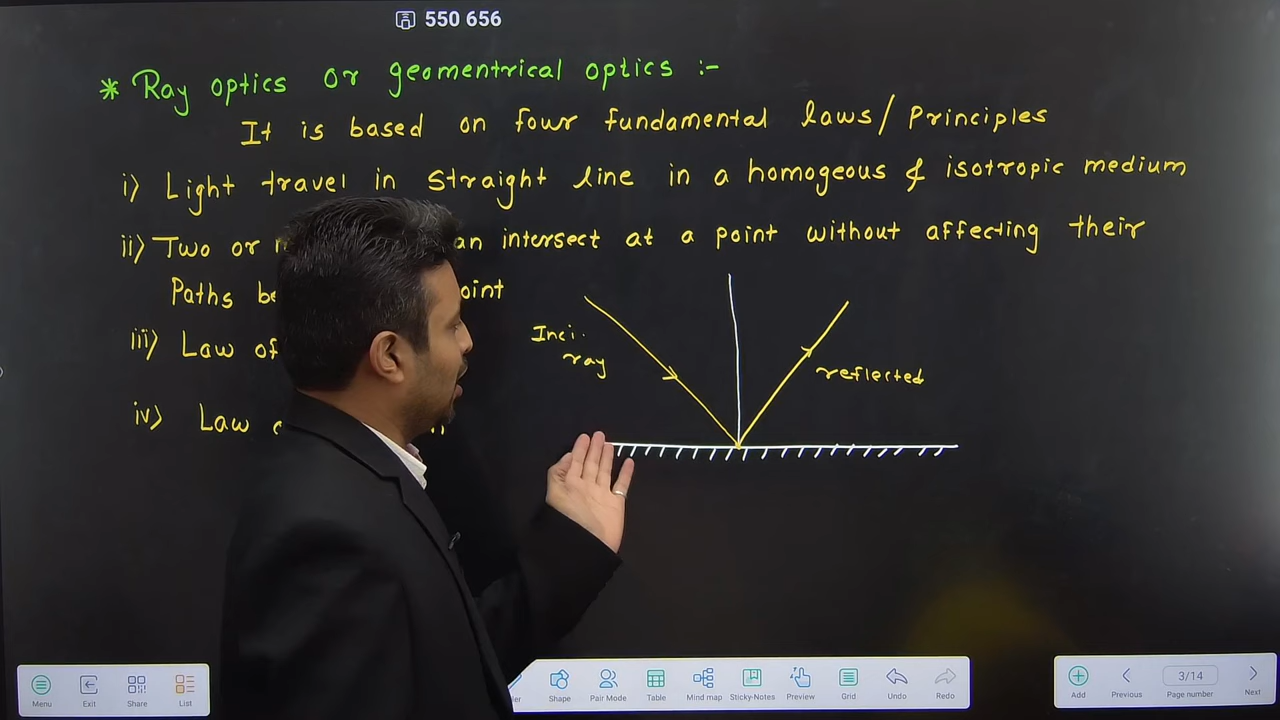 550 656
* Ray optics or geomentrical optics :-
It is based on four fundamental laws/Principles
i) Light travel in straight line in a homogeous & isotropic medium
ii) Two or intersect at a point without affecting their
Paths
iii) Law of
iv) Law
Inci.
ray
reflected
Menu Exit Share List
Shape Pair Mode Table Mind map Sticky-Notes Preview Grid Undo Redo
Add Previous 3/14 Page number Next